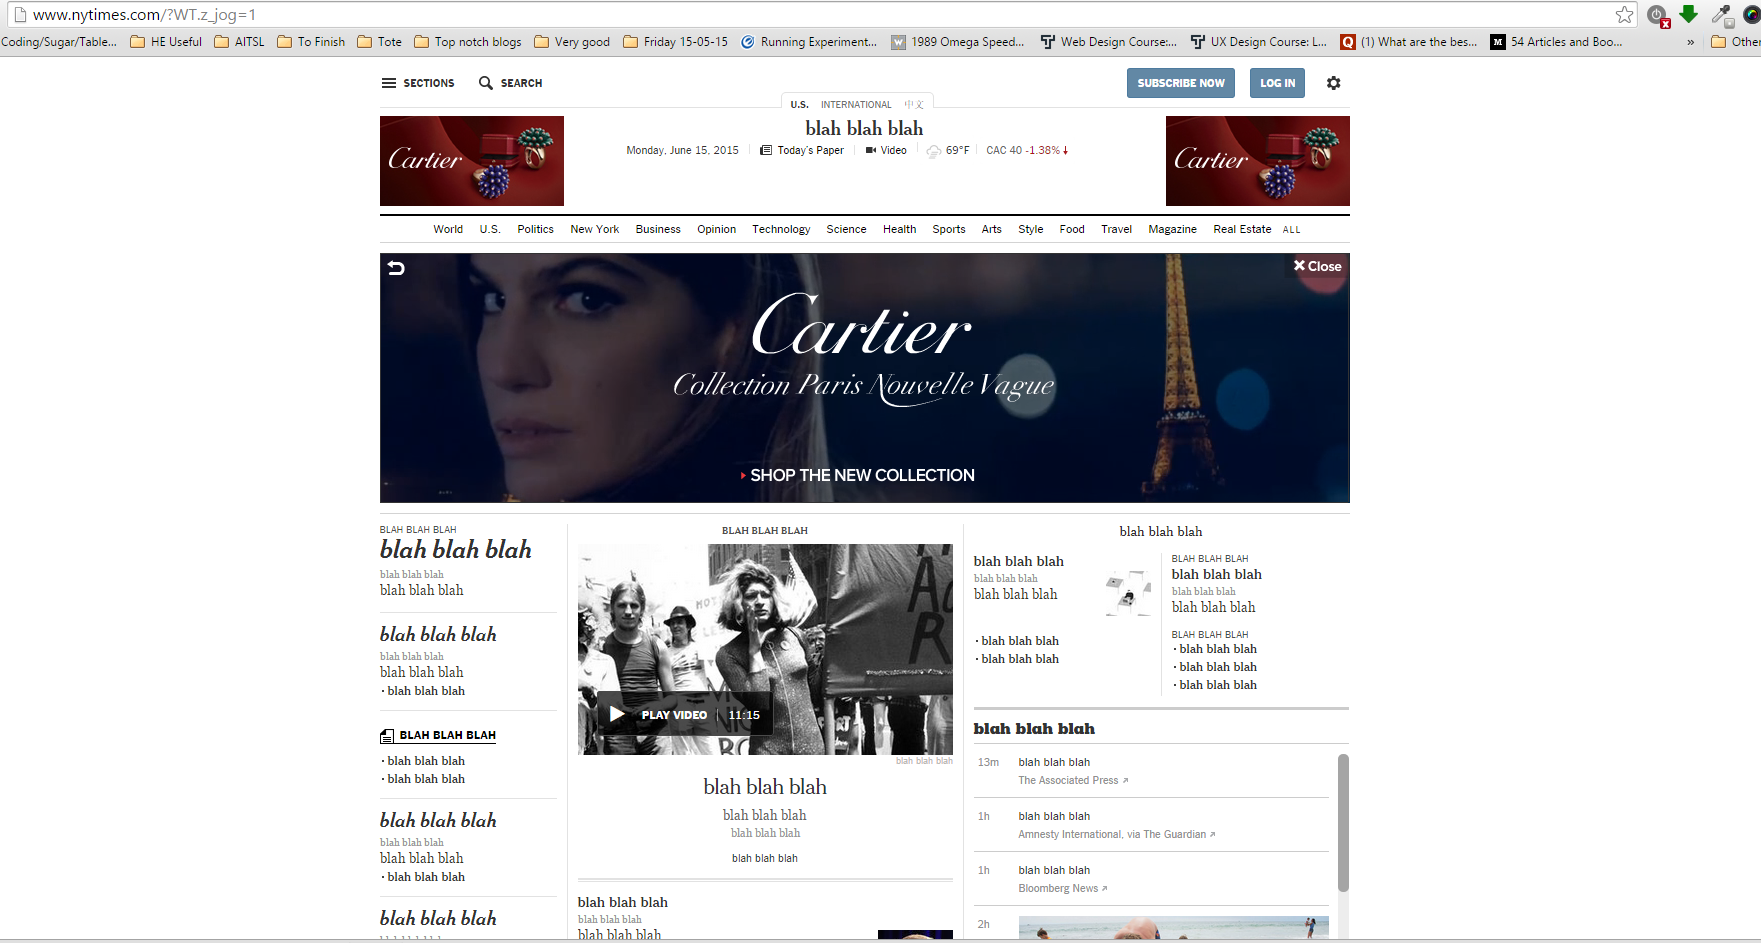 www.nytimes.com/?WT.z_jog=1
Coding/Sugar/Table... HE Useful AITSL To Finish Tote Top notch blogs Very good Friday 15-05-15 Running Experiment... 1989 Omega Speed... Web Design Course:... UX Design Course: L... (1) What are the bes... 54 Articles and Boo... » Other
SECTIONS SEARCH SUBSCRIBE NOW LOG IN
U.S. INTERNATIONAL 中文
blah blah blah
Monday, June 15, 2015 Today's Paper Video 69°F CAC 40 -1.38%
Cartier
Cartier
World U.S. Politics New York Business Opinion Technology Science Health Sports Arts Style Food Travel Magazine Real Estate ALL
Close
Cartier
Collection Paris Nouvelle Vague
SHOP THE NEW COLLECTION
BLAH BLAH BLAH
blah blah blah
blah blah blah
blah blah blah
blah blah blah
blah blah blah
blah blah blah
· blah blah blah
BLAH BLAH BLAH
· blah blah blah
· blah blah blah
blah blah blah
blah blah blah
blah blah blah
· blah blah blah
blah blah blah
BLAH BLAH BLAH
PLAY VIDEO 11:15
blah blah blah
blah blah blah
blah blah blah
blah blah blah
blah blah blah
blah blah blah
blah blah blah
blah blah blah
blah blah blah
blah blah blah
blah blah blah
blah blah blah
· blah blah blah
· blah blah blah
BLAH BLAH BLAH
blah blah blah
blah blah blah
blah blah blah
BLAH BLAH BLAH
· blah blah blah
· blah blah blah
· blah blah blah
blah blah blah
13m blah blah blah
The Associated Press
1h blah blah blah
Amnesty International, via The Guardian
1h blah blah blah
Bloomberg News
2h